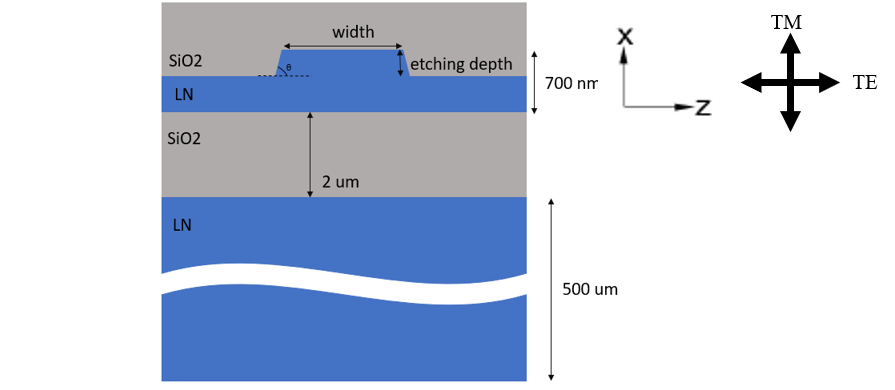 width
SiO2
θ
etching depth
700 nm
LN
SiO2
2 um
LN
500 um
X
Z
TM
TE